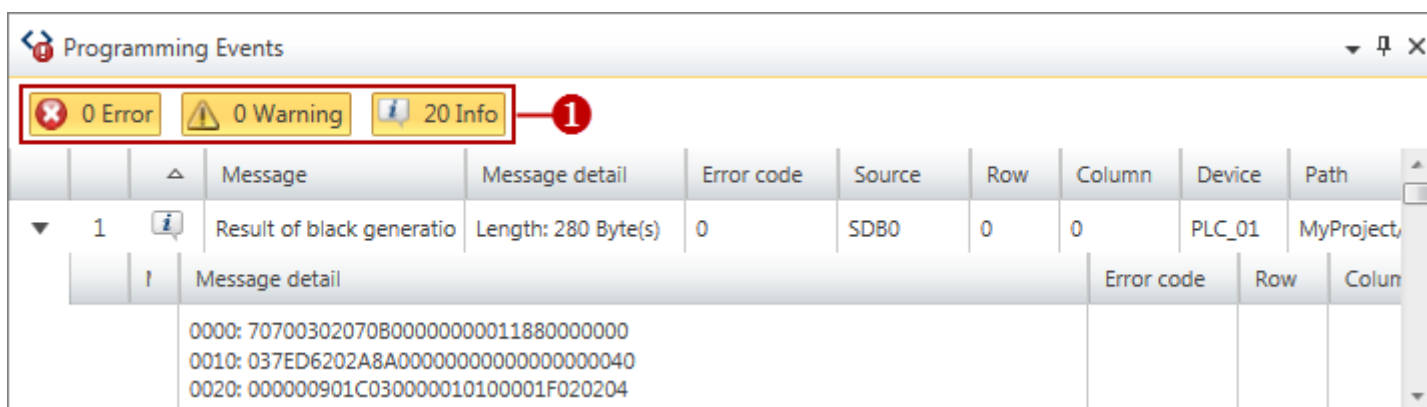 Programming Events
0 Error 0 Warning 20 Info 1
Message Message detail Error code Source Row Column Device Path
1 Result of black generatio Length: 280 Byte(s) 0 SDB0 0 0 PLC_01 MyProject/
Message detail Error code Row Colum
0000: 70700302070B00000000011880000000
0010: 037ED6202A8A00000000000000000040
0020: 000000901C030000010100001F020204